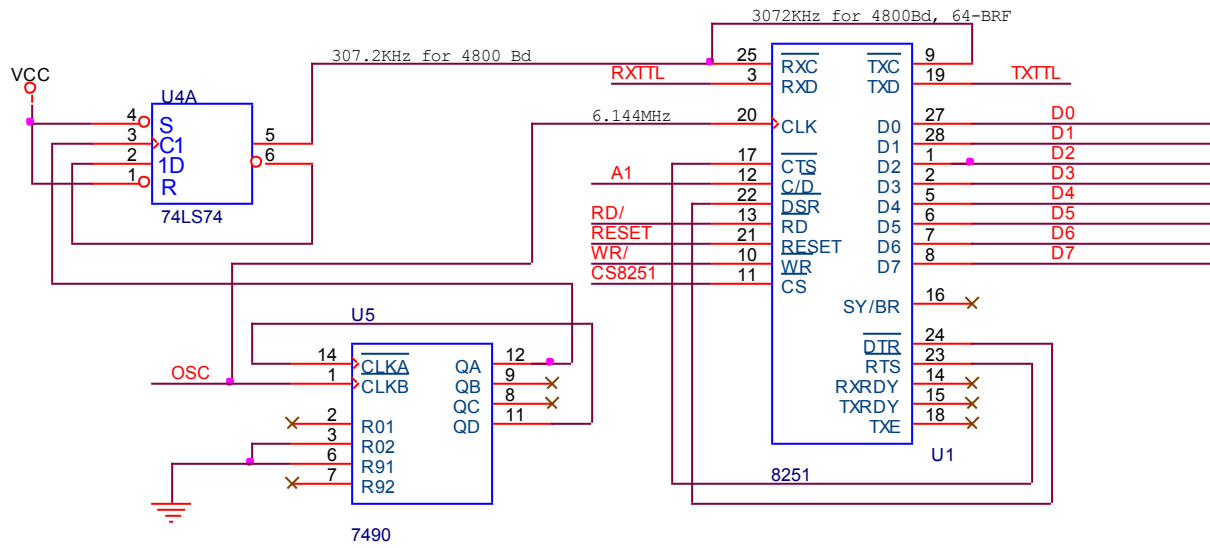 3072KHz for 4800Bd, 64-BRF
307.2KHz for 4800 Bd
VCC
U4A
4 S
3 C1
2 1D
1 R
5
6
74LS74
RXTTL
6.144MHz
A1
RD/
RESET
WR/
CS8251
25 RXC TXC 9
3 RXD TXD 19 TXTTL
20 CLK D0 27 D0
D1 28 D1
17 CTS D2 1 D2
12 C/D D3 2 D3
22 DSR D4 5 D4
13 RD D5 6 D5
21 RESET D6 7 D6
10 WR D7 8 D7
11 CS
SY/BR 16
DTR 24
RTS 23
RXRDY 14
TXRDY 15
TXE 18
U1
8251
U5
OSC
14 CLKA QA 12
1 CLKB QB 9
QC 8
2 R01 QD 11
3 R02
6 R91
7 R92
7490